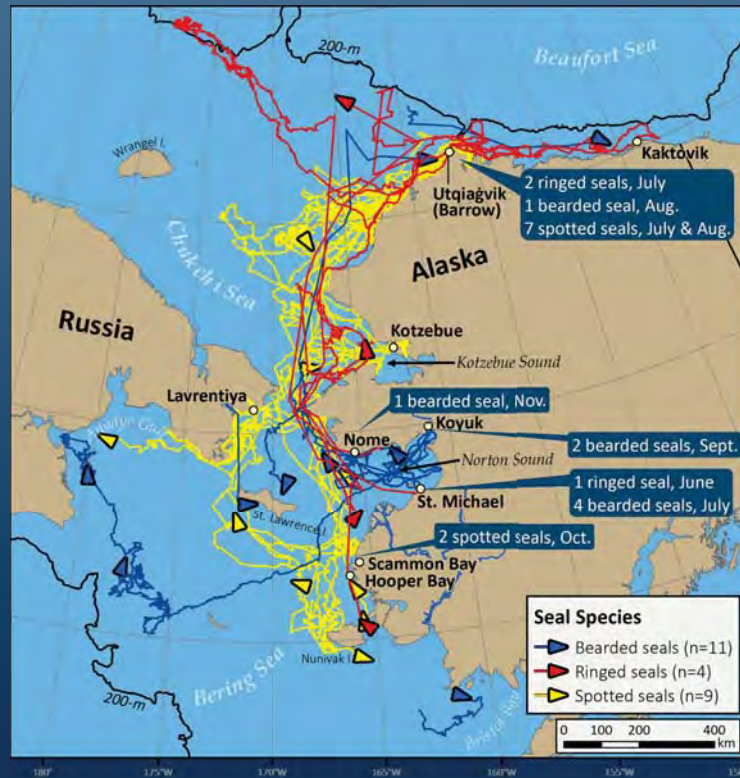 200-m
Beaufort Sea
Wrangel I.
Kaktovik
Utqiaġvik
(Barrow)
2 ringed seals, July
1 bearded seal, Aug.
7 spotted seals, July & Aug.
Chukchi Sea
Alaska
Russia
Kotzebue
Kotzebue Sound
Lavrentiya
1 bearded seal, Nov.
Koyuk
Nome
2 bearded seals, Sept.
Norton Sound
1 ringed seal, June
4 bearded seals, July
St. Michael
St. Lawrence I.
2 spotted seals, Oct.
Scammon Bay
Hooper Bay
Seal Species
Bearded seals (n=11)
Ringed seals (n=4)
Spotted seals (n=9)
Nunivak I.
Bering Sea
200-m
Bristol Bay
0 100 200 400
km
180° 175°W 170°W 165°W 160°W 155°W